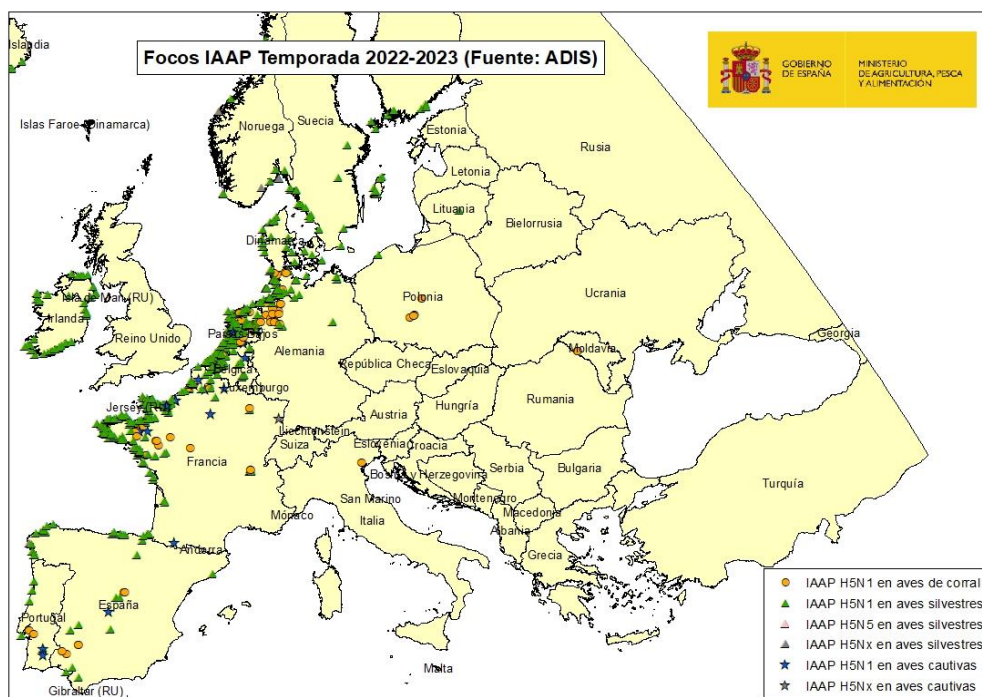 Focos IAAP Temporada 2022-2023 (Fuente: ADIS)
GOBIERNO
DE ESPAÑA
MINISTERIO
DE AGRICULTURA, PESCA
Y ALIMENTACIÓN
Islandia
Islas Faroe (Dinamarca)
Noruega
Suecia
Estonia
Rusia
Letonia
Lituania
Bielorrusia
Dinamarca
Isla de Man (RU)
Irlanda
Reino Unido
Países Bajos
Polonia
Ucrania
Georgia
Alemania
Bélgica
Luxemburgo
República Checa
Eslovaquia
Moldavia
Jersey (RU)
Austria
Hungría
Rumania
Liechtenstein
Suiza
Eslovenia
Croacia
Francia
Bosnia y Herzegovina
Serbia
Bulgaria
San Marino
Montenegro
Turquía
Mónaco
Italia
Macedonia
Albania
Andorra
Grecia
España
Portugal
Malta
Gibraltar (RU)
IAAP H5N1 en aves de corral
IAAP H5N1 en aves silvestres
IAAP H5N5 en aves silvestres
IAAP H5Nx en aves silvestres
IAAP H5N1 en aves cautivas
IAAP H5Nx en aves cautivas